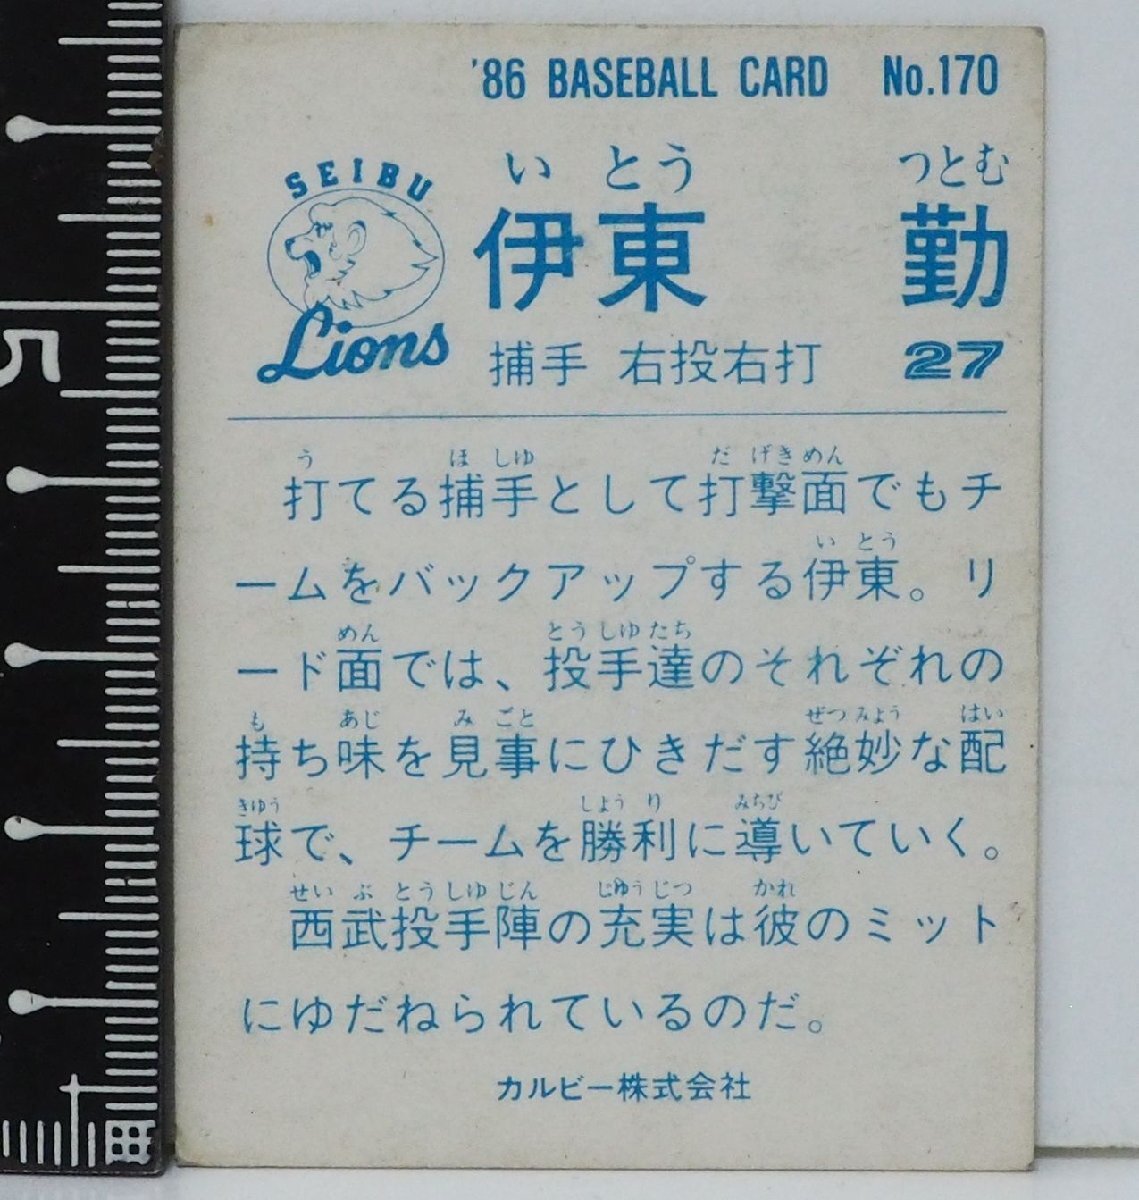 '86 BASEBALL CARD No.170
SEIBU
Lions
いとう つとむ
伊東 勤
捕手 右投右打 27
う ほしゆ だげきめん
打てる捕手として打撃面でもチ
いとう
ームをバックアップする伊東。リ
めん とうしゆたち
ード面では、投手達のそれぞれの
も あじ みごと ぜつみよう はい
持ち味を見事にひきだす絶妙な配
きゆう しようり みちび
球で、チームを勝利に導いていく。
せいぶとうしゆじん じゆうじつ かれ
西武投手陣の充実は彼のミット
にゆだねられているのだ。
カルビー株式会社
5